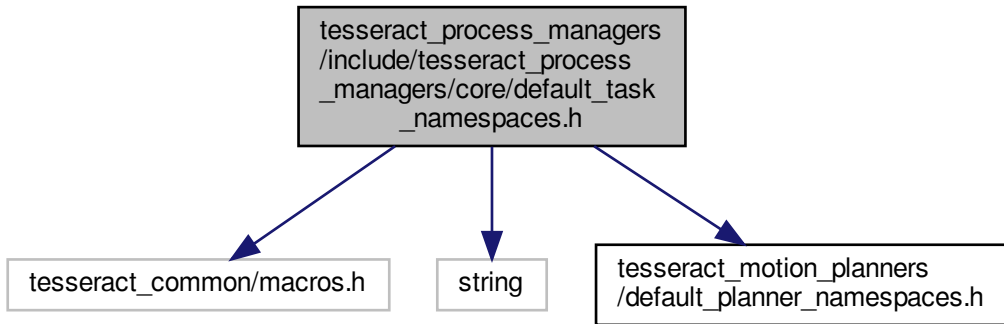 tesseract_process_managers
/include/tesseract_process
_managers/core/default_task
_namespaces.h
tesseract_common/macros.h
string
tesseract_motion_planners
/default_planner_namespaces.h